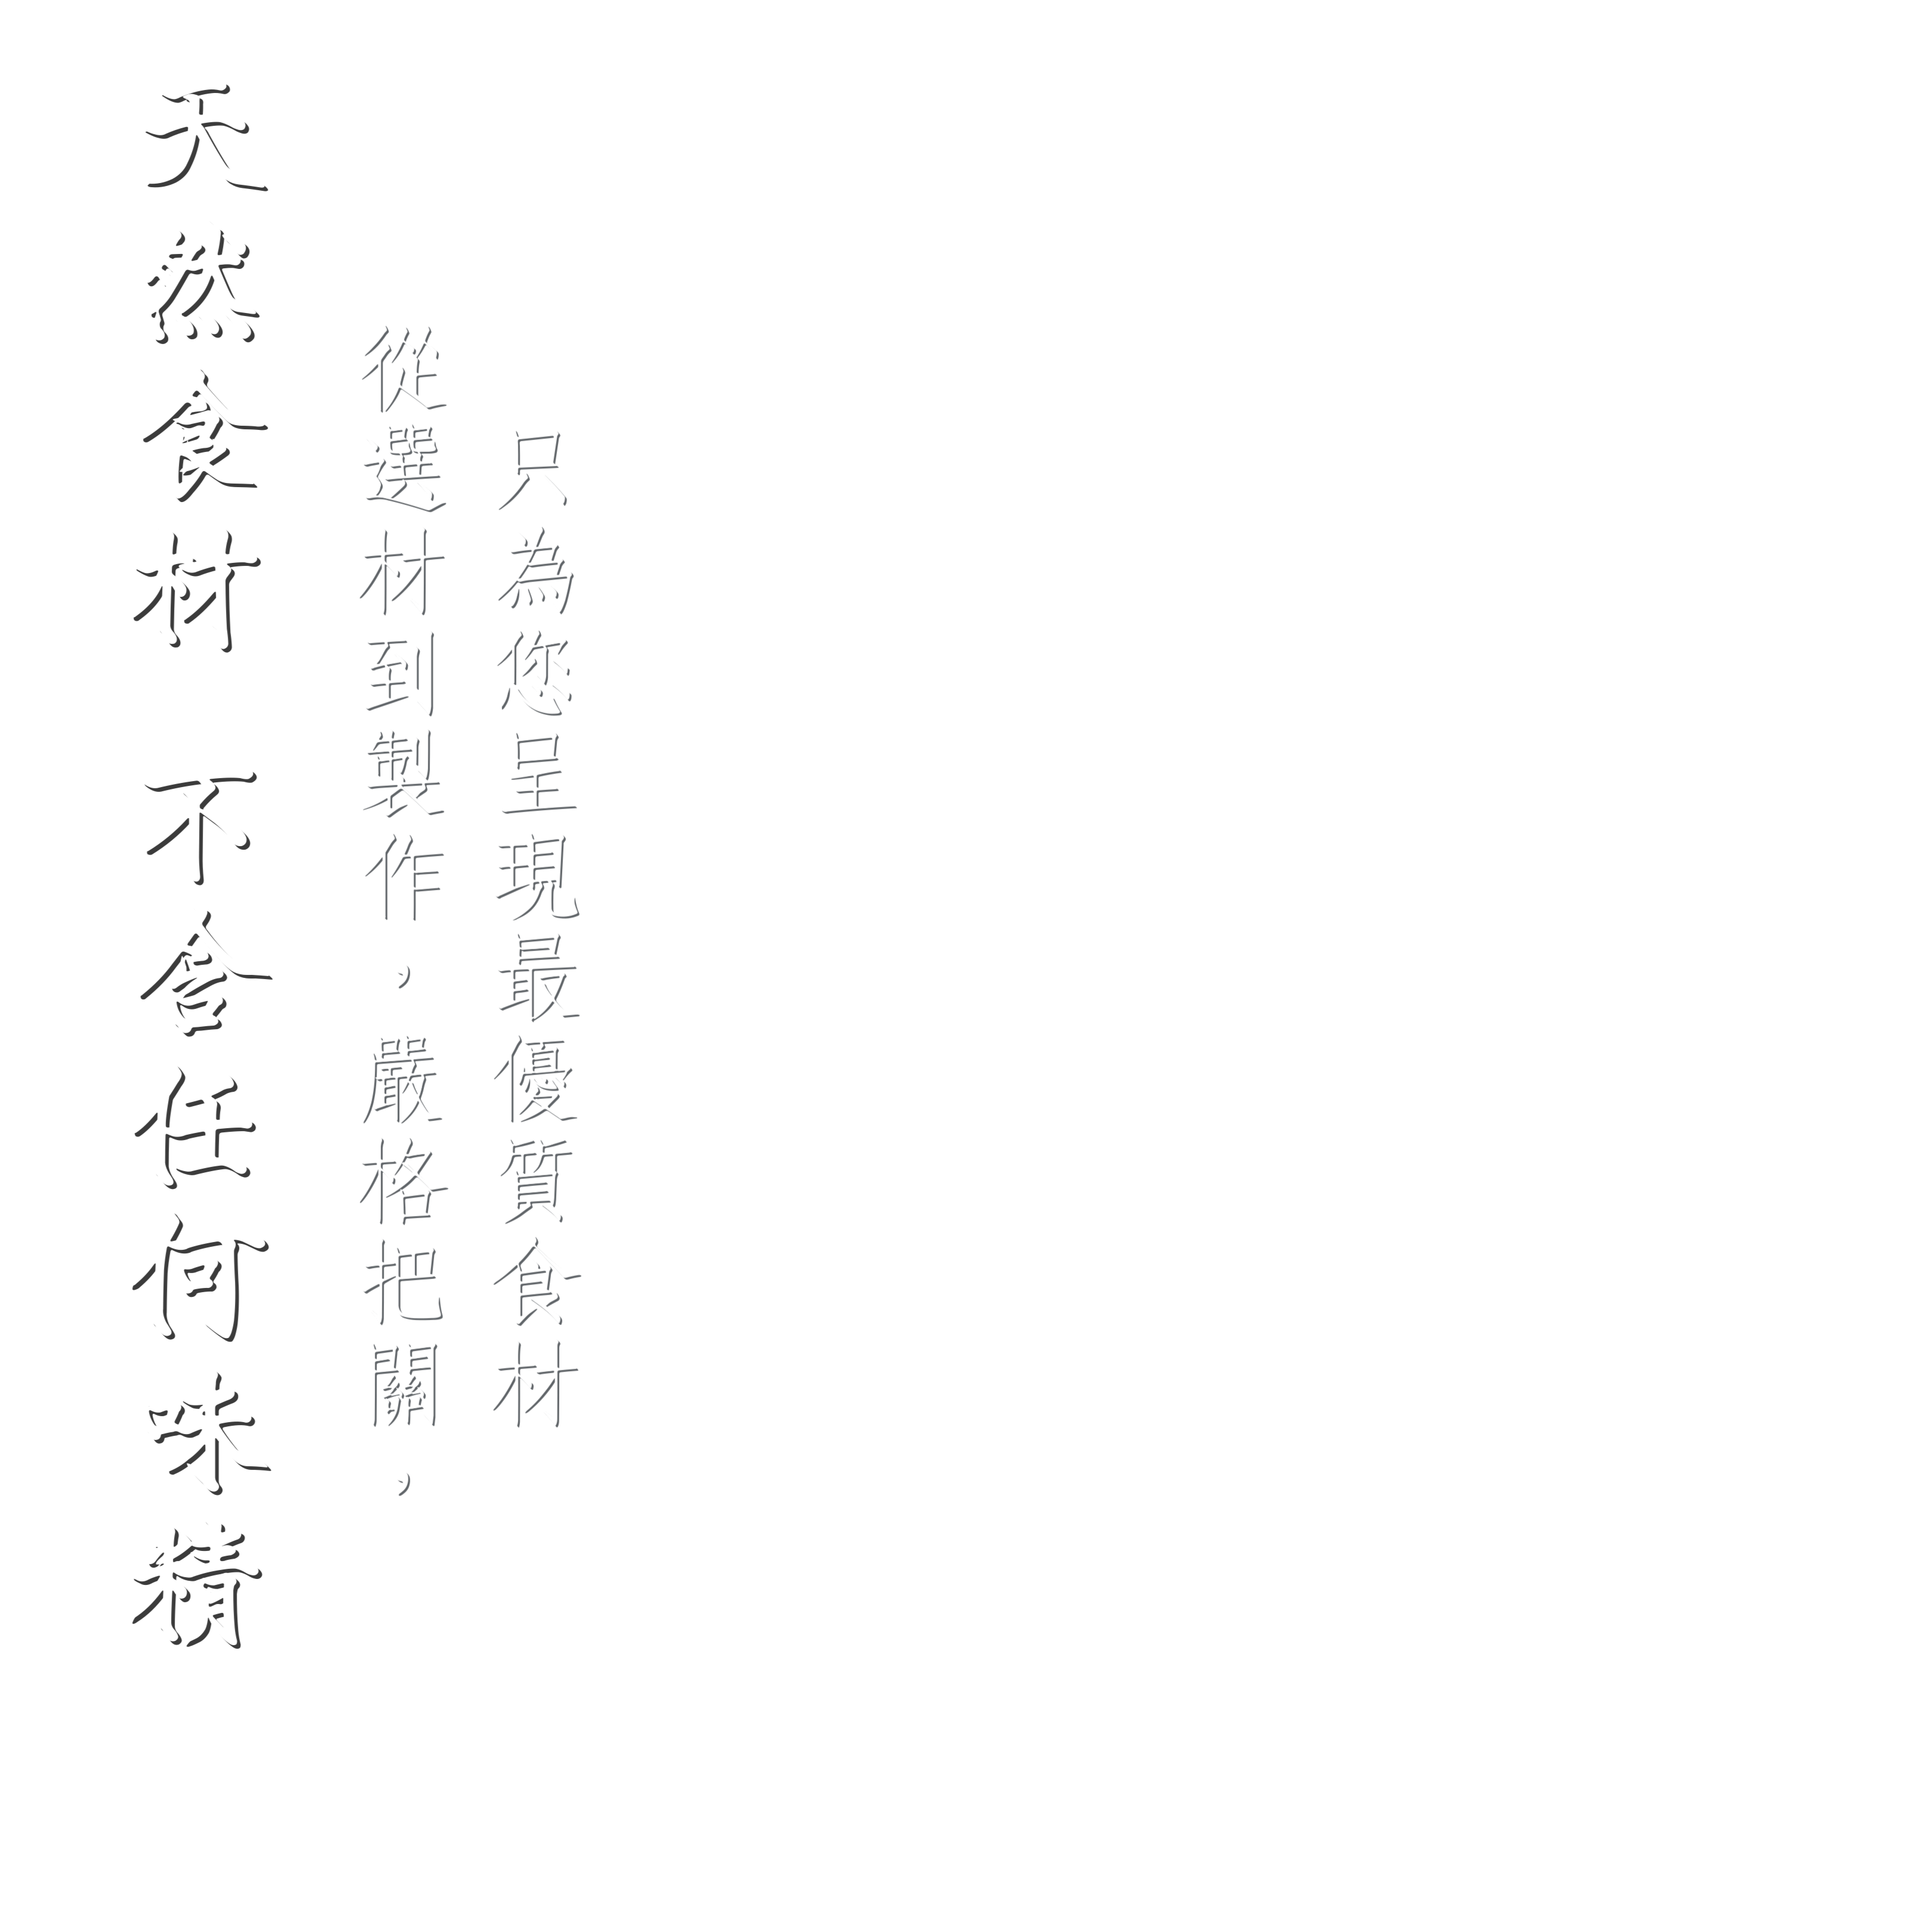 天然食材 不含任何味精
從選材到製作，嚴格把關，
只為您呈現最優質食材